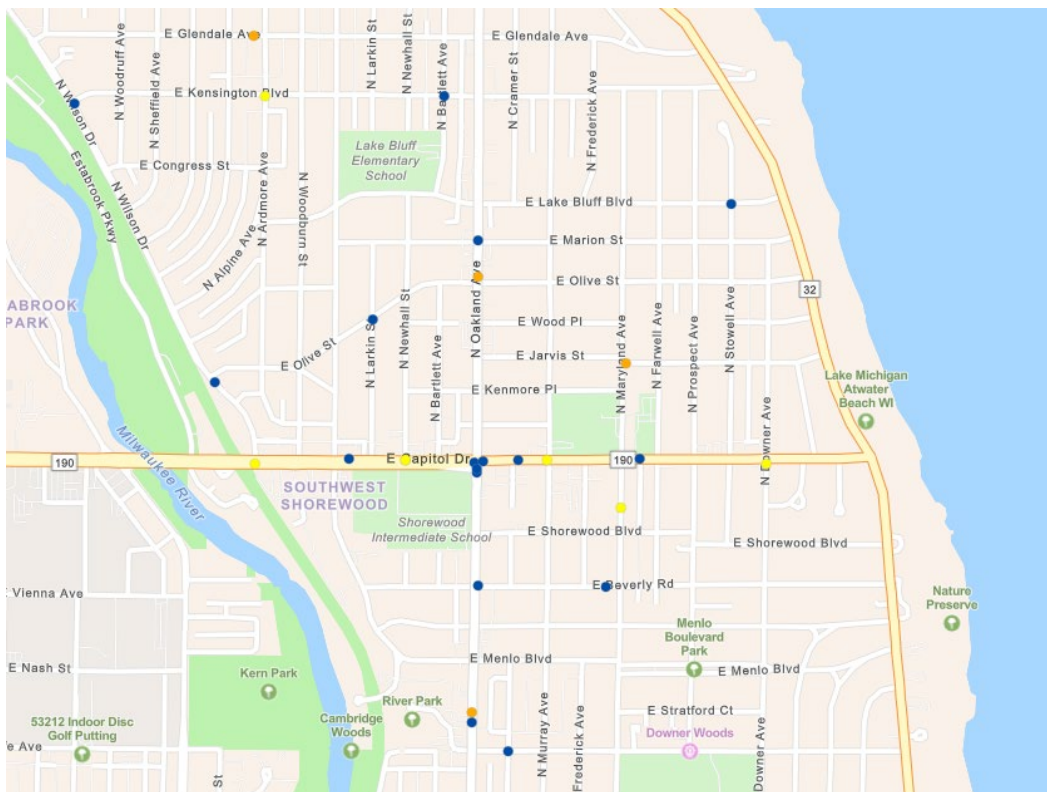 E Glendale Ave
E Glendale Ave
N Woodruff Ave
N Sheffield Ave
N Larkin St
N Newhall St
N Bartlett Ave
N Cramer St
N Frederick Ave
N Wilson Dr
E Kensington Blvd
Lake Bluff
Elementary
School
E Congress St
Estabrook Pkwy
N Wilson Dr
N Ardmore Ave
N Woodburn St
N Alpine Ave
E Lake Bluff Blvd
E Marion St
E Olive St
32
ABROOK
PARK
N Oakland Ave
N Larkin St
N Newhall St
N Bartlett Ave
E Wood Pl
E Olive St
E Jarvis St
E Kenmore Pl
N Maryland Ave
N Farwell Ave
N Prospect Ave
N Stowell Ave
Lake Michigan
Atwater
Beach WI
N Downer Ave
190
E Capitol Dr
190
Milwaukee River
SOUTHWEST
SHOREWOOD
Shorewood
Intermediate School
E Shorewood Blvd
E Shorewood Blvd
E Beverly Rd
E Vienna Ave
Nature
Preserve
Menlo
Boulevard
Park
E Nash St
E Menlo Blvd
E Menlo Blvd
Kern Park
River Park
53212 Indoor Disc
Golf Putting
Cambridge
Woods
E Stratford Ct
Downer Woods
N Murray Ave
Frederick Ave
Downer Ave
e Ave
St